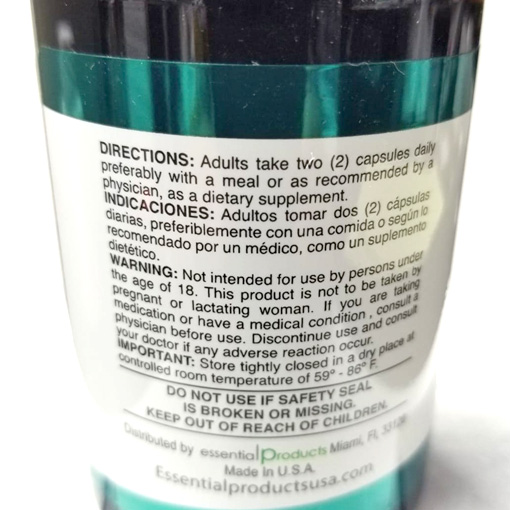 DIRECTIONS: Adults take two (2) capsules daily
preferably with a meal or as recommended by a
physician, as a dietary supplement.
INDICACIONES: Adultos tomar dos (2) cápsulas
diarias, preferiblemente con una comida o según lo
recomendado por un médico, como un suplemento
dietético.
WARNING: Not intended for use by persons under
the age of 18. This product is not to be taken by
pregnant or lactating woman. If you are taking
medication or have a medical condition , consult a
physician before use. Discontinue use and consult
your doctor if any adverse reaction occur.
IMPORTANT: Store tightly closed in a dry place at
controlled room temperature of 59° - 86° F.
DO NOT USE IF SAFETY SEAL
IS BROKEN OR MISSING.
KEEP OUT OF REACH OF CHILDREN.
Distributed by essential Products Miami, Fl,
Made In U.S.A.
Essentialproductsusa.com